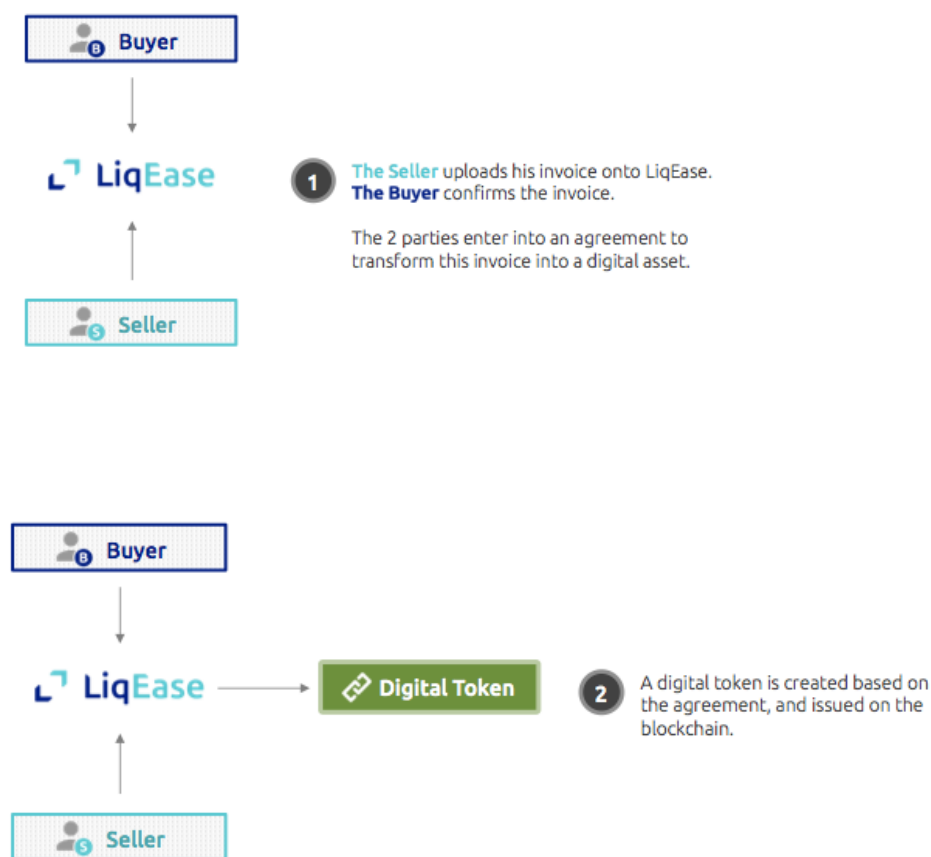 B Buyer
LiqEase
1
The Seller uploads his invoice onto LiqEase.
The Buyer confirms the invoice.
The 2 parties enter into an agreement to
transform this invoice into a digital asset.
S Seller
B Buyer
LiqEase
Digital Token
2
A digital token is created based on
the agreement, and issued on the
blockchain.
S Seller